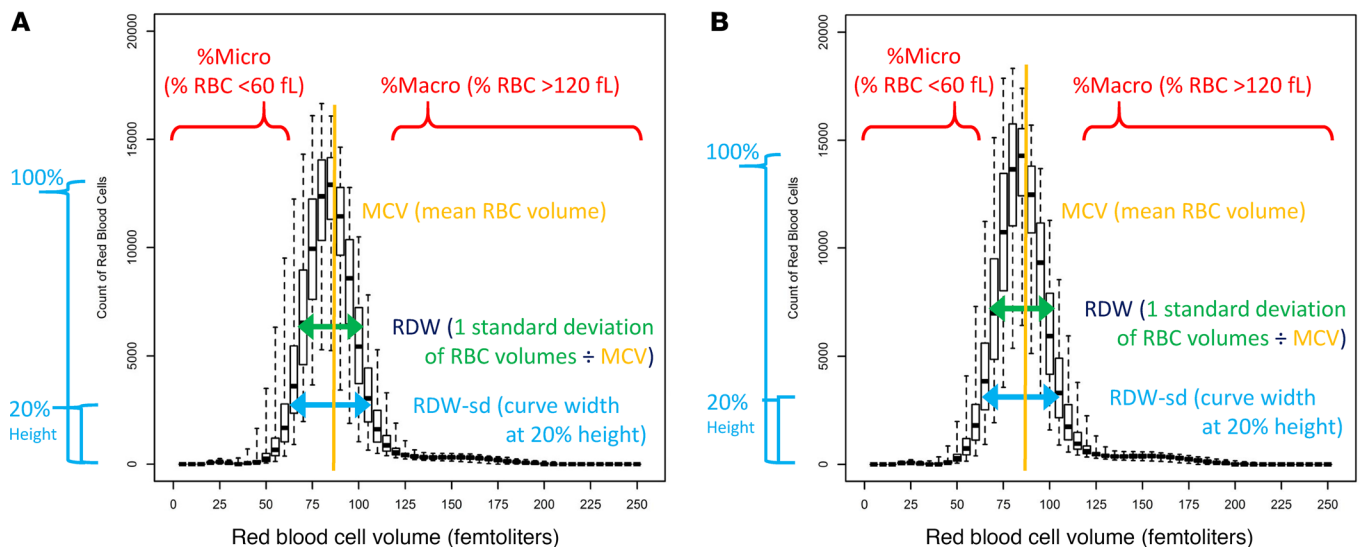 A
%Micro
(% RBC <60 fL)
%Macro (% RBC >120 fL)
MCV (mean RBC volume)
RDW (1 standard deviation
of RBC volumes ÷ MCV)
RDW-sd (curve width
at 20% height)
100%
20%
Height
Count of Red Blood Cells
20000
15000
10000
5000
0
0 25 50 75 100 125 150 175 200 225 250
Red blood cell volume (femtoliters)
B
%Micro
(% RBC <60 fL)
%Macro (% RBC >120 fL)
MCV (mean RBC volume)
RDW (1 standard deviation
of RBC volumes ÷ MCV)
RDW-sd (curve width
at 20% height)
100%
20%
Height
Count of Red Blood Cells
20000
15000
10000
5000
0
0 25 50 75 100 125 150 175 200 225 250
Red blood cell volume (femtoliters)